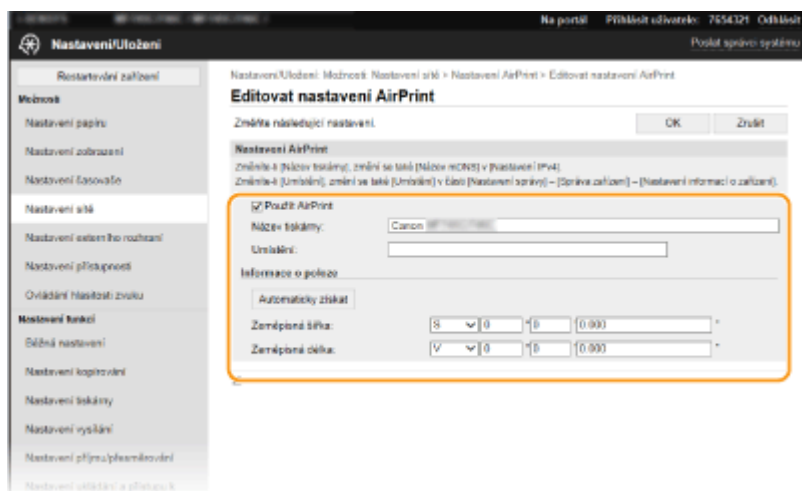 Na portál Přihlásit uživatele: 7654321 Odhlásit
Nastavení/Uložení
Poslat správci systému
Restartování zařízení
Možnosti
Nastavení papíru
Nastavení zobrazení
Nastavení časovače
Nastavení sítě
Nastavení externího rozhraní
Nastavení přístupnosti
Ovládání hlasitosti zvuku
Nastavení funkcí
Běžná nastavení
Nastavení kopírování
Nastavení tiskárny
Nastavení vysílání
Nastavení příjmu/přesměrování
Nastavení ukládání a přístupu k
Nastavení/Uložení: Možnosti: Nastavení sítě > Nastavení AirPrint > Editovat nastavení AirPrint
Editovat nastavení AirPrint
Změňte následující nastavení.
OK
Zrušit
Nastavení AirPrint
Změníte-li [Název tiskárny], změní se také [Název mDNS] v [Nastavení IPv4].
Změníte-li [Umístění], změní se také [Umístění] v části [Nastavení správy] – [Správa zařízení] – [Nastavení informací o zařízení].
Použít AirPrint
Název tiskárny: Canon
Umístění:
Informace o poloze
Automaticky získat
Zeměpisná šířka: S 0 ° 0 ' 0.000 "
Zeměpisná délka: V 0 ° 0 ' 0.000 "